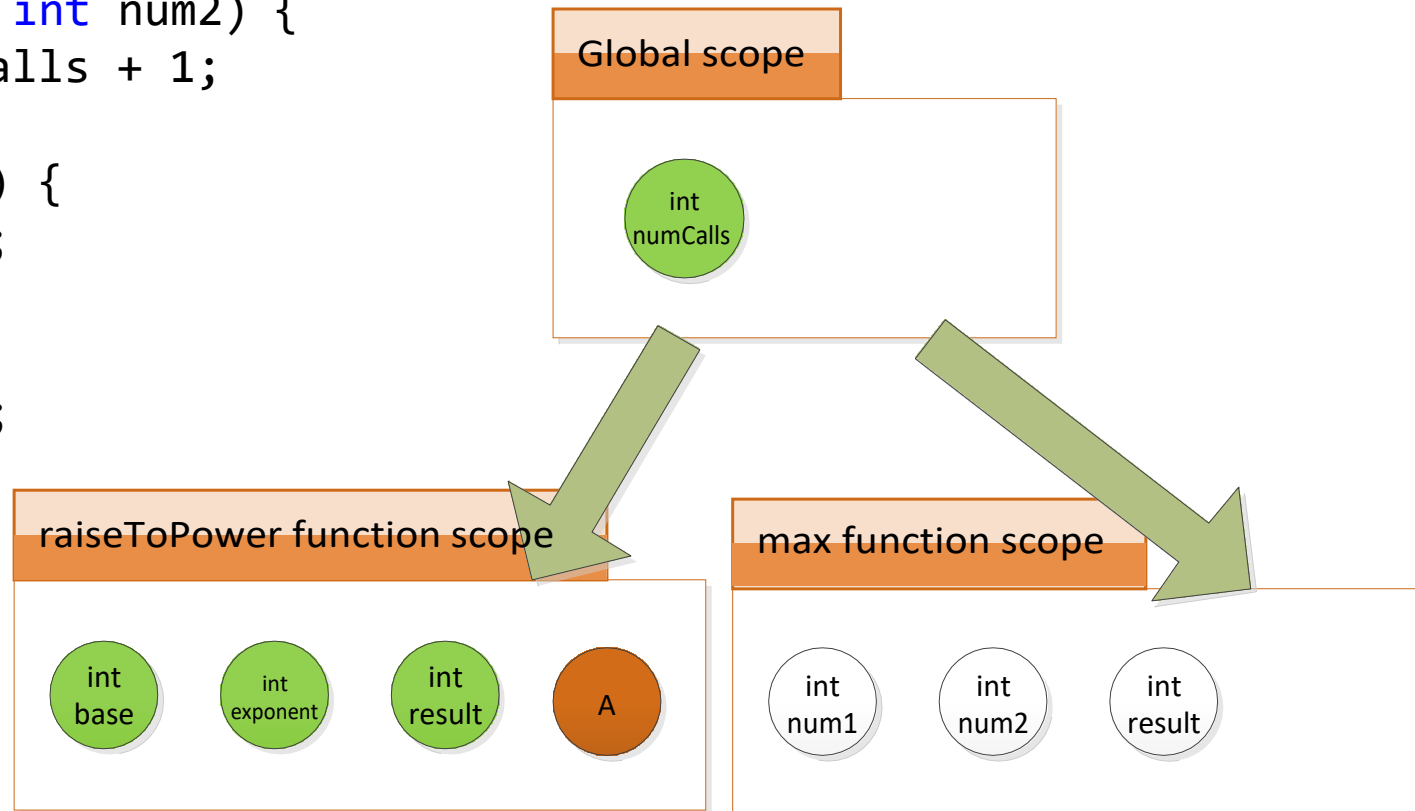 int num2) {
alls + 1;
) {
;
;
Global scope
int
numCalls
raiseToPower function scope
int
base
int
exponent
int
result
A
max function scope
int
num1
int
num2
int
result